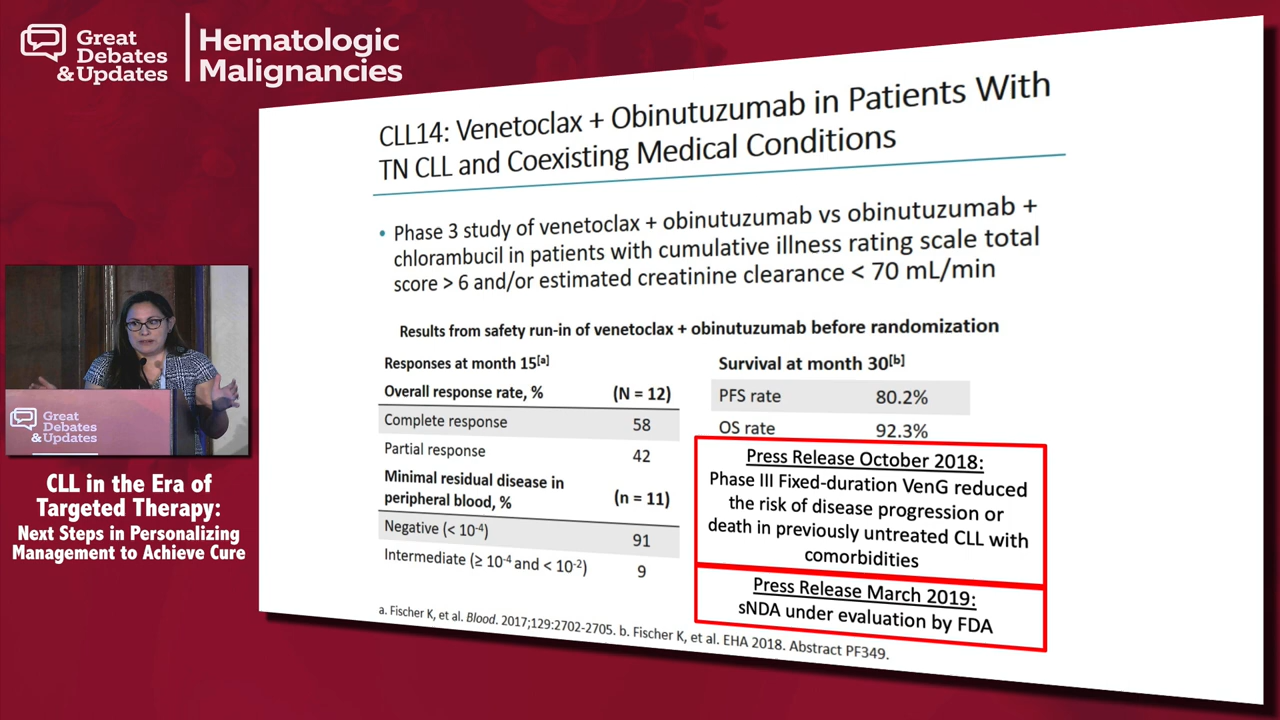 Great
Debates
& Updates
Hematologic
Malignancies
CLL14: Venetoclax + Obinutuzumab in Patients With
TN CLL and Coexisting Medical Conditions
• Phase 3 study of venetoclax + obinutuzumab vs obinutuzumab +
chlorambucil in patients with cumulative illness rating scale total
score > 6 and/or estimated creatinine clearance < 70 mL/min
Results from safety run-in of venetoclax + obinutuzumab before randomization
Responses at month 15[a]
Overall response rate, % (N = 12)
Complete response 58
Partial response 42
Minimal residual disease in
peripheral blood, % (n = 11)
Negative (< 10-4) 91
Intermediate (≥ 10-4 and < 10-2) 9
Survival at month 30[b]
PFS rate 80.2%
OS rate 92.3%
Press Release October 2018:
Phase III Fixed-duration VenG reduced
the risk of disease progression or
death in previously untreated CLL with
comorbidities
Press Release March 2019:
sNDA under evaluation by FDA
a. Fischer K, et al. Blood. 2017;129:2702-2705. b. Fischer K, et al. EHA 2018. Abstract PF349.
Great
Debates
& Updates
CLL in the Era of
Targeted Therapy:
Next Steps in Personalizing
Management to Achieve Cure